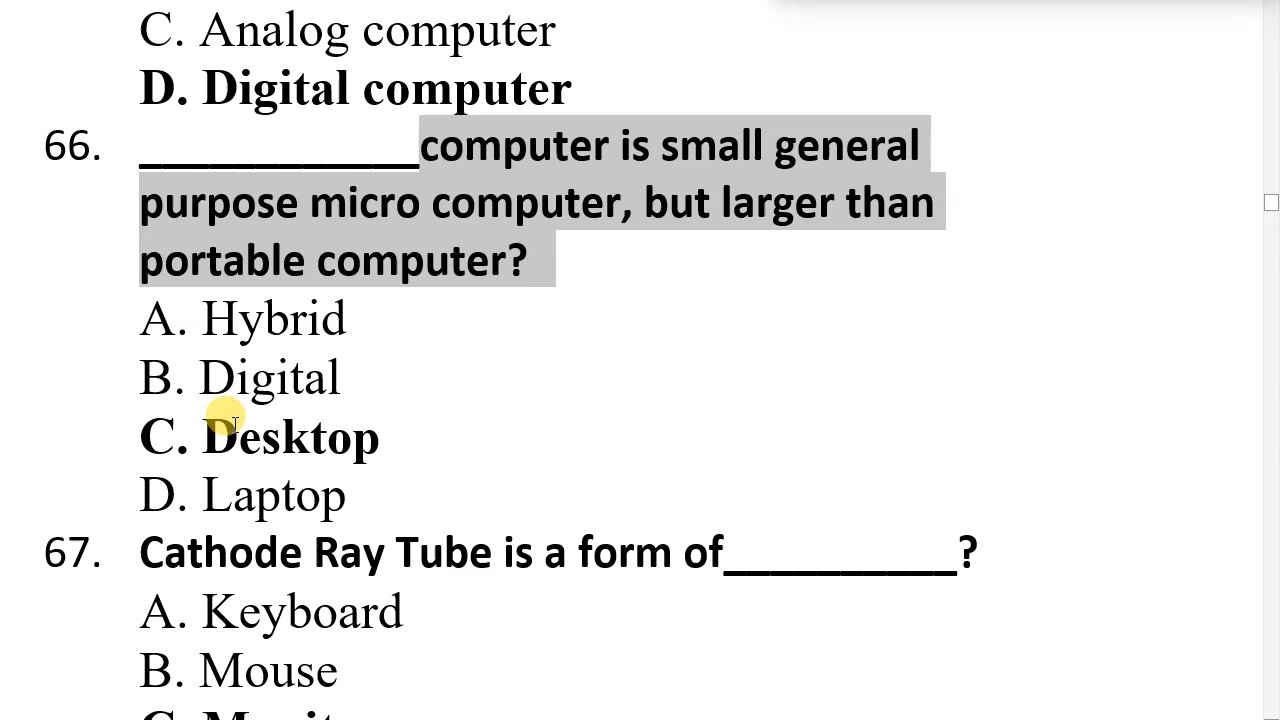 C. Analog computer
D. Digital computer
66. ____________computer is small general
purpose micro computer, but larger than
portable computer?
A. Hybrid
B. Digital
C. Desktop
D. Laptop
67. Cathode Ray Tube is a form of__________?
A. Keyboard
B. Mouse